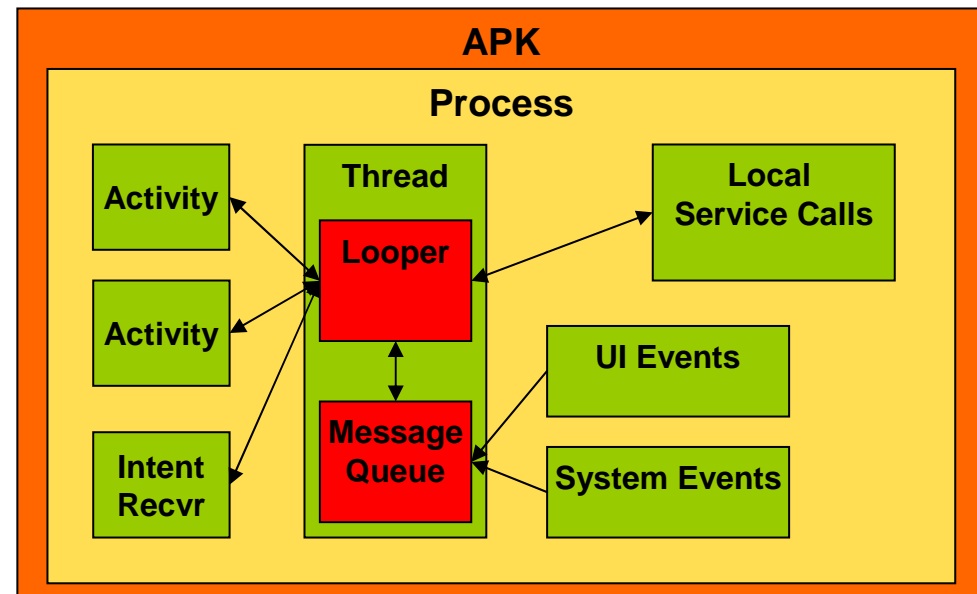 APK
Process
Activity
Thread
Local
Service Calls
Looper
Activity
UI Events
Message
Queue
Intent
Recvr
System Events